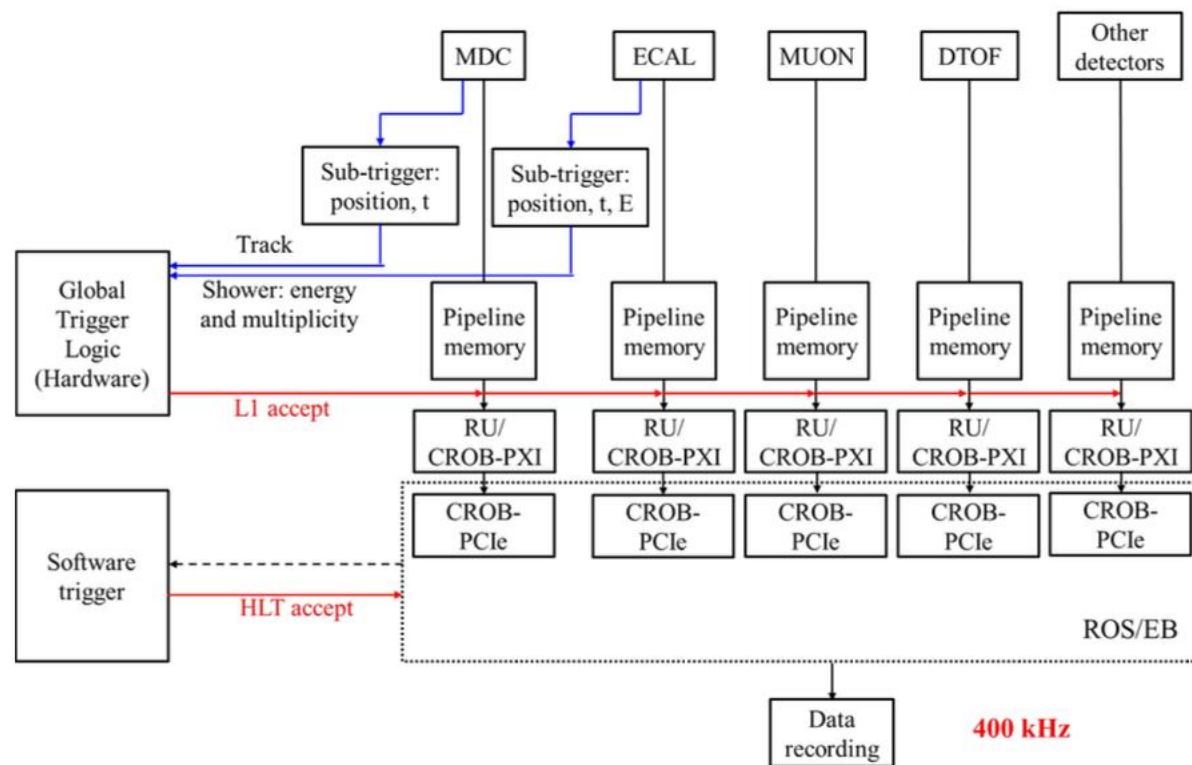 MDC
ECAL
MUON
DTOF
Other
detectors
Sub-trigger:
position, t
Sub-trigger:
position, t, E
Track
Shower: energy
and multiplicity
Global
Trigger
Logic
(Hardware)
Pipeline
memory
Pipeline
memory
Pipeline
memory
Pipeline
memory
Pipeline
memory
L1 accept
RU/
CROB-PXI
RU/
CROB-PXI
RU/
CROB-PXI
RU/
CROB-PXI
RU/
CROB-PXI
CROB-
PCIe
CROB-
PCIe
CROB-
PCIe
CROB-
PCIe
CROB-
PCIe
Software
trigger
HLT accept
ROS/EB
Data
recording
400 kHz